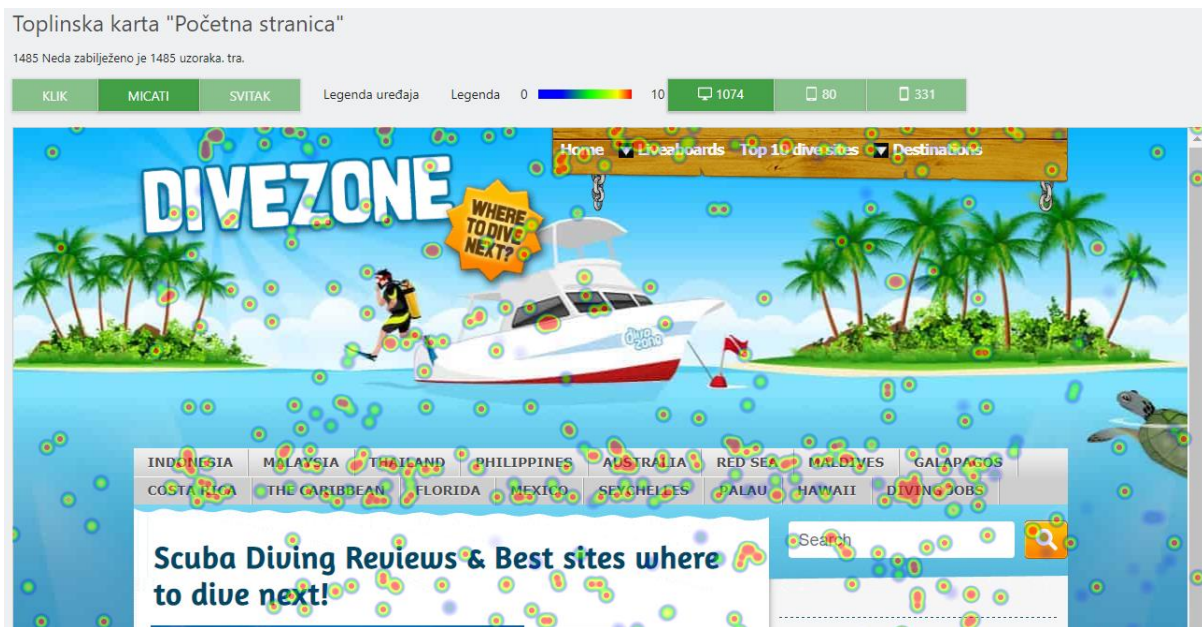 Toplinska karta "Početna stranica"
1485 Neda zabilježeno je 1485 uzoraka. tra.
KLIK MICATI SVITAK Legenda uređaja Legenda 0 10 1074 80 331
Home Liveaboards Top 10 dive sites Destinations
DIVEZONE
WHERE
TO DIVE
NEXT?
dive
zone
INDONESIA MALAYSIA THAILAND PHILIPPINES AUSTRALIA RED SEA MALDIVES GALAPAGOS
COSTA RICA THE CARIBBEAN FLORIDA MEXICO SEYCHELLES PALAU HAWAII DIVING JOBS
Search
Scuba Diving Reviews & Best sites where
to dive next!